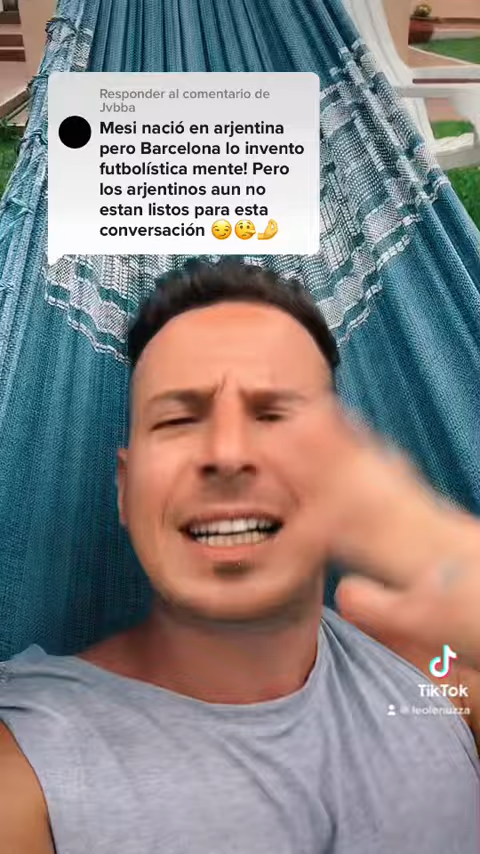 Responder al comentario de
Jvbba
Mesi nació en arjentina
pero Barcelona lo invento
futbolística mente! Pero
los arjentinos aun no
estan listos para esta
conversación 😏🤥🤌
TikTok
@leolenuzza